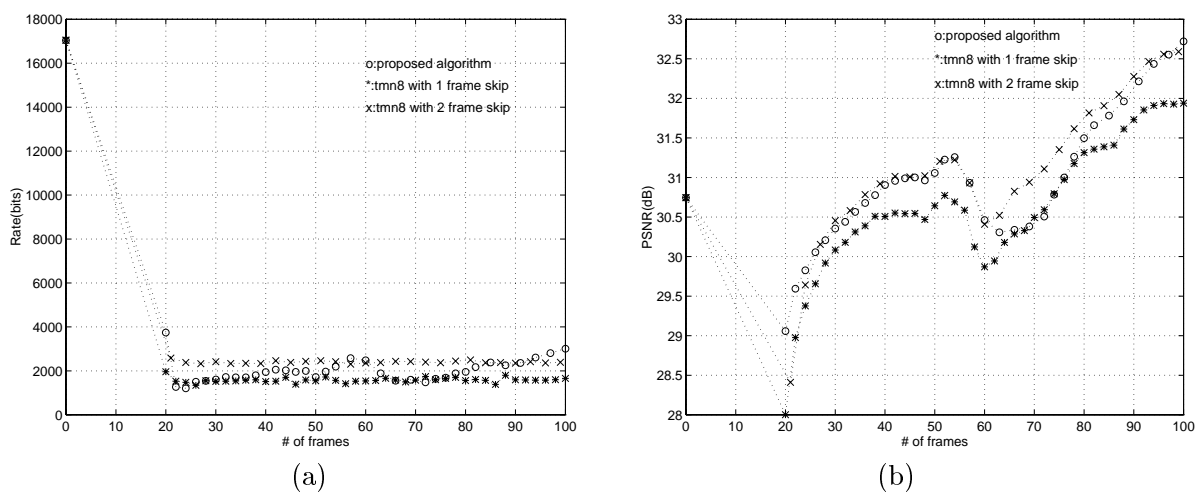 18000
16000
14000
12000
10000
8000
6000
4000
2000
0
Rate(bits)
o:proposed algorithm
*:tmn8 with 1 frame skip
x:tmn8 with 2 frame skip
0 10 20 30 40 50 60 70 80 90 100
# of frames
(a)
33
32.5
32
31.5
31
30.5
30
29.5
29
28.5
28
PSNR(dB)
o:proposed algorithm
*:tmn8 with 1 frame skip
x:tmn8 with 2 frame skip
0 10 20 30 40 50 60 70 80 90 100
# of frames
(b)